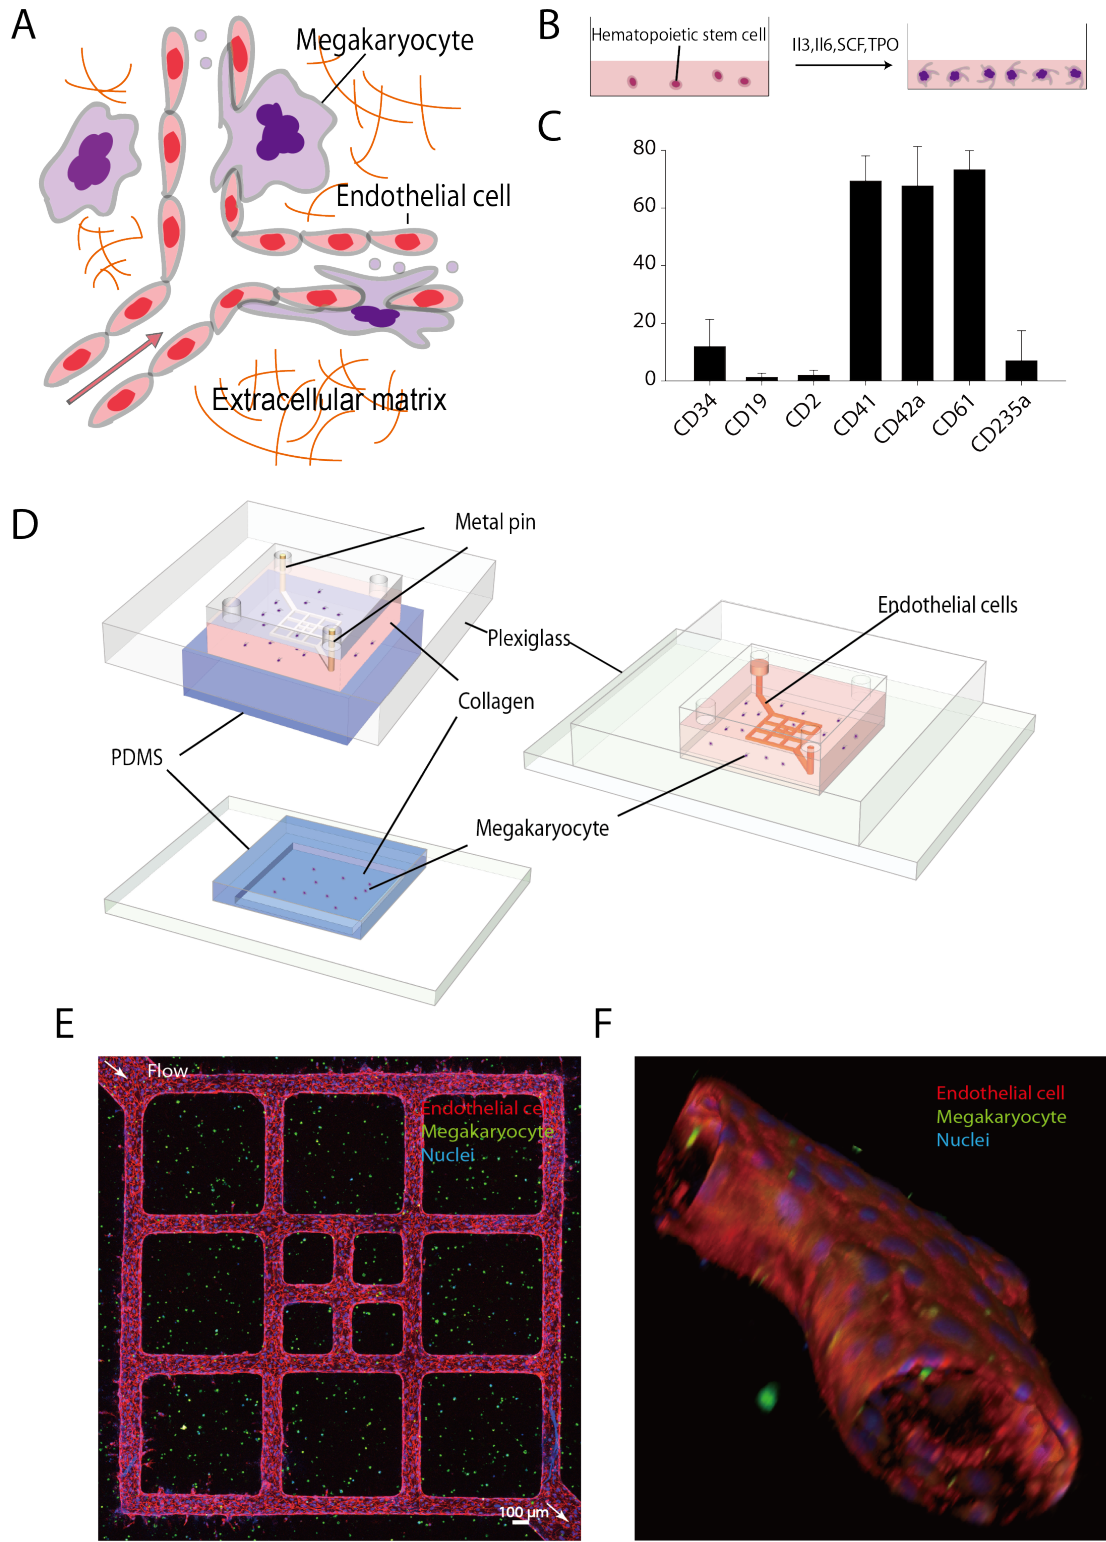 A
Megakaryocyte
Endothelial cell
Extracellular matrix
B
Hematopoietic stem cell
Il3,Il6,SCF,TPO
C
80
60
40
20
0
CD34
CD19
CD2
CD41
CD42a
CD61
CD235a
D
Metal pin
Plexiglass
Collagen
PDMS
Megakaryocyte
Endothelial cells
E
Flow
Endothelial cell
Megakaryocyte
Nuclei
100 μm
F
Endothelial cell
Megakaryocyte
Nuclei